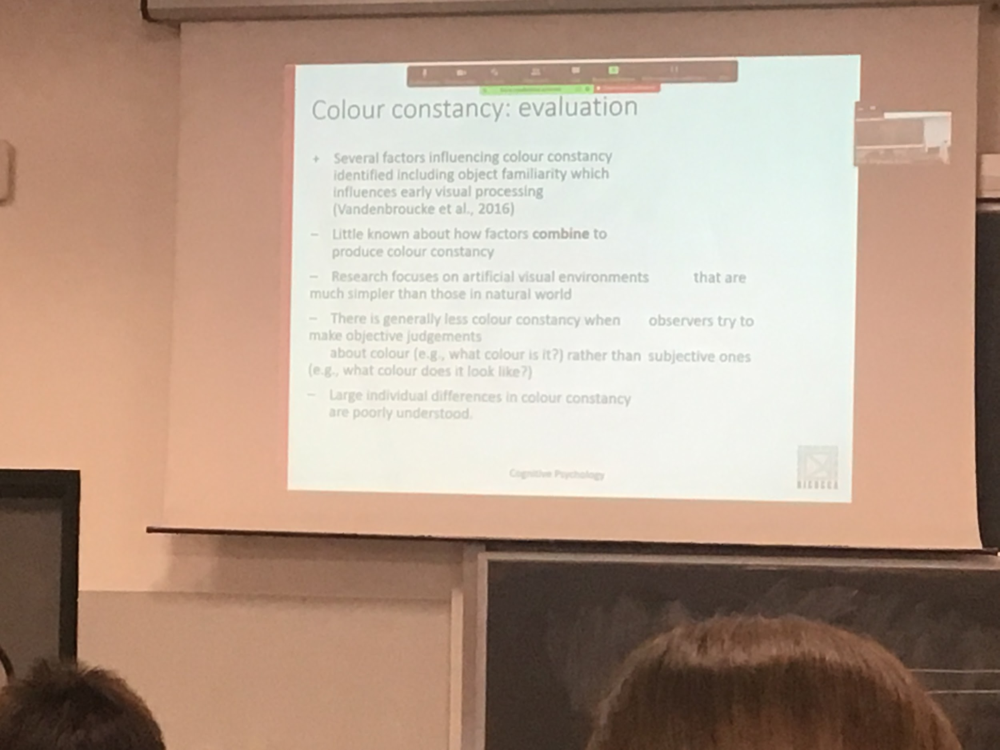 Colour constancy: evaluation
+ Several factors influencing colour constancy
identified including object familiarity which
influences early visual processing
(Vandenbroucke et al., 2016)
– Little known about how factors combine to
produce colour constancy
– Research focuses on artificial visual environments that are
much simpler than those in natural world
– There is generally less colour constancy when observers try to
make objective judgements
about colour (e.g., what colour is it?) rather than subjective ones
(e.g., what colour does it look like?)
– Large individual differences in colour constancy
are poorly understood.
Cognitive Psychology
BICOCCA